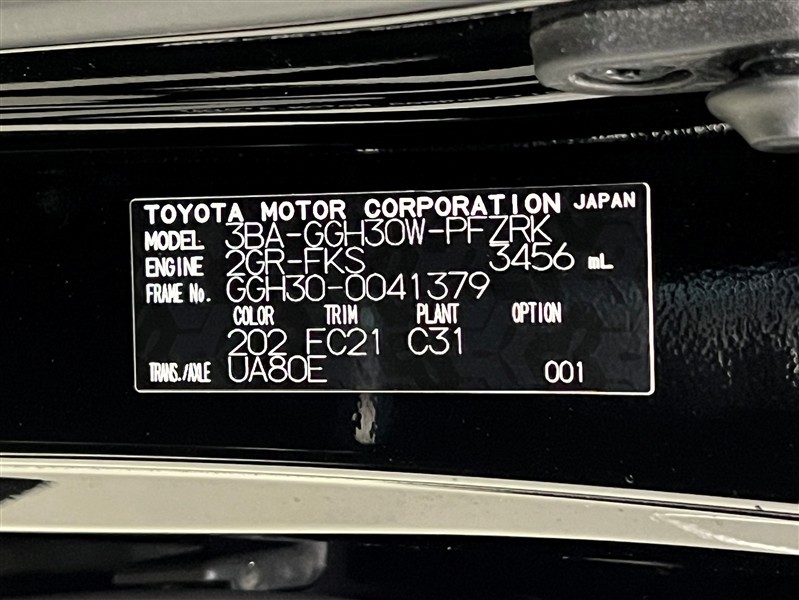 TOYOTA MOTOR CORPORATION JAPAN
MODEL 3BA-GGH30W-PFZRK
ENGINE 2GR-FKS 3456 mL
FRAME No. GGH30-0041379
COLOR TRIM PLANT OPTION
202 FC21 C31
TRANS./AXLE UA80E 001